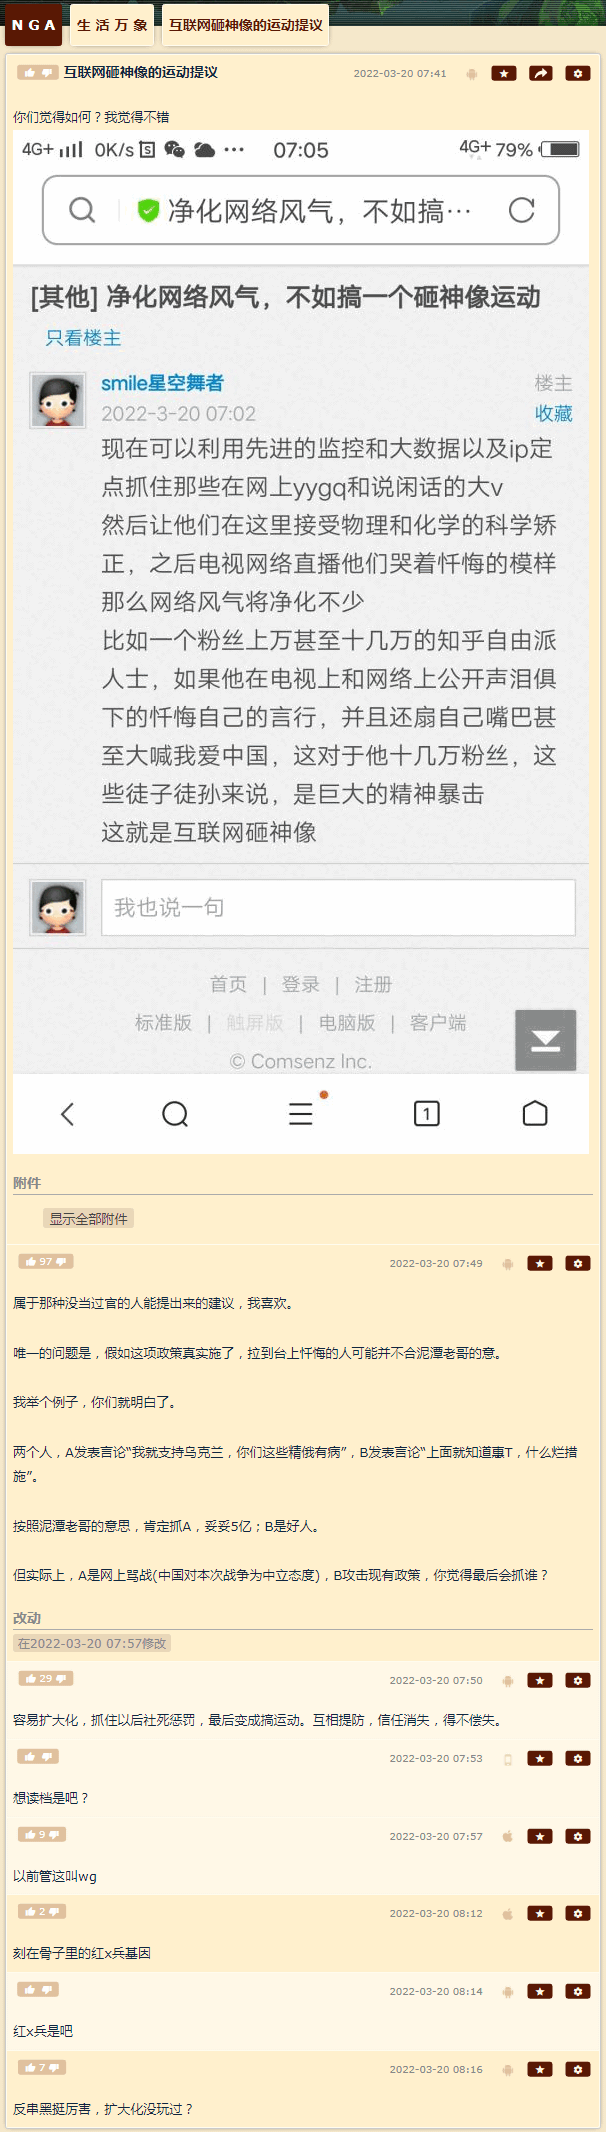 NGA 生活万象 互联网砸神像的运动提议
互联网砸神像的运动提议 2022-03-20 07:41
你们觉得如何？我觉得不错
4G+ 0K/s 07:05 4G+ 79%
净化网络风气，不如搞…
[其他] 净化网络风气，不如搞一个砸神像运动
只看楼主
smile星空舞者 楼主
2022-3-20 07:02 收藏
现在可以利用先进的监控和大数据以及ip定
点抓住那些在网上yygq和说闲话的大v
然后让他们在这里接受物理和化学的科学矫
正，之后电视网络直播他们哭着忏悔的模样
那么网络风气将净化不少
比如一个粉丝上万甚至十几万的知乎自由派
人士，如果他在电视上和网络上公开声泪俱
下的忏悔自己的言行，并且还扇自己嘴巴甚
至大喊我爱中国，这对于他十几万粉丝，这
些徒子徒孙来说，是巨大的精神暴击
这就是互联网砸神像
我也说一句
首页 | 登录 | 注册
标准版 | 触屏版 | 电脑版 | 客户端
© Comsenz Inc.
1
附件
显示全部附件
97 2022-03-20 07:49
属于那种没当过官的人能提出来的建议，我喜欢。
唯一的问题是，假如这项政策真实施了，拉到台上忏悔的人可能并不合泥潭老哥的意。
我举个例子，你们就明白了。
两个人，A发表言论“我就支持乌克兰，你们这些精俄有病”，B发表言论“上面就知道惠T，什么烂措
施”。
按照泥潭老哥的意思，肯定抓A，妥妥5亿；B是好人。
但实际上，A是网上骂战(中国对本次战争为中立态度)，B攻击现有政策，你觉得最后会抓谁？
改动
在2022-03-20 07:57修改
29 2022-03-20 07:50
容易扩大化，抓住以后社死惩罚，最后变成搞运动。互相提防，信任消失，得不偿失。
2022-03-20 07:53
想读档是吧？
9 2022-03-20 07:57
以前管这叫wg
2 2022-03-20 08:12
刻在骨子里的红x兵基因
2022-03-20 08:14
红x兵是吧
7 2022-03-20 08:16
反串黑挺厉害，扩大化没玩过？